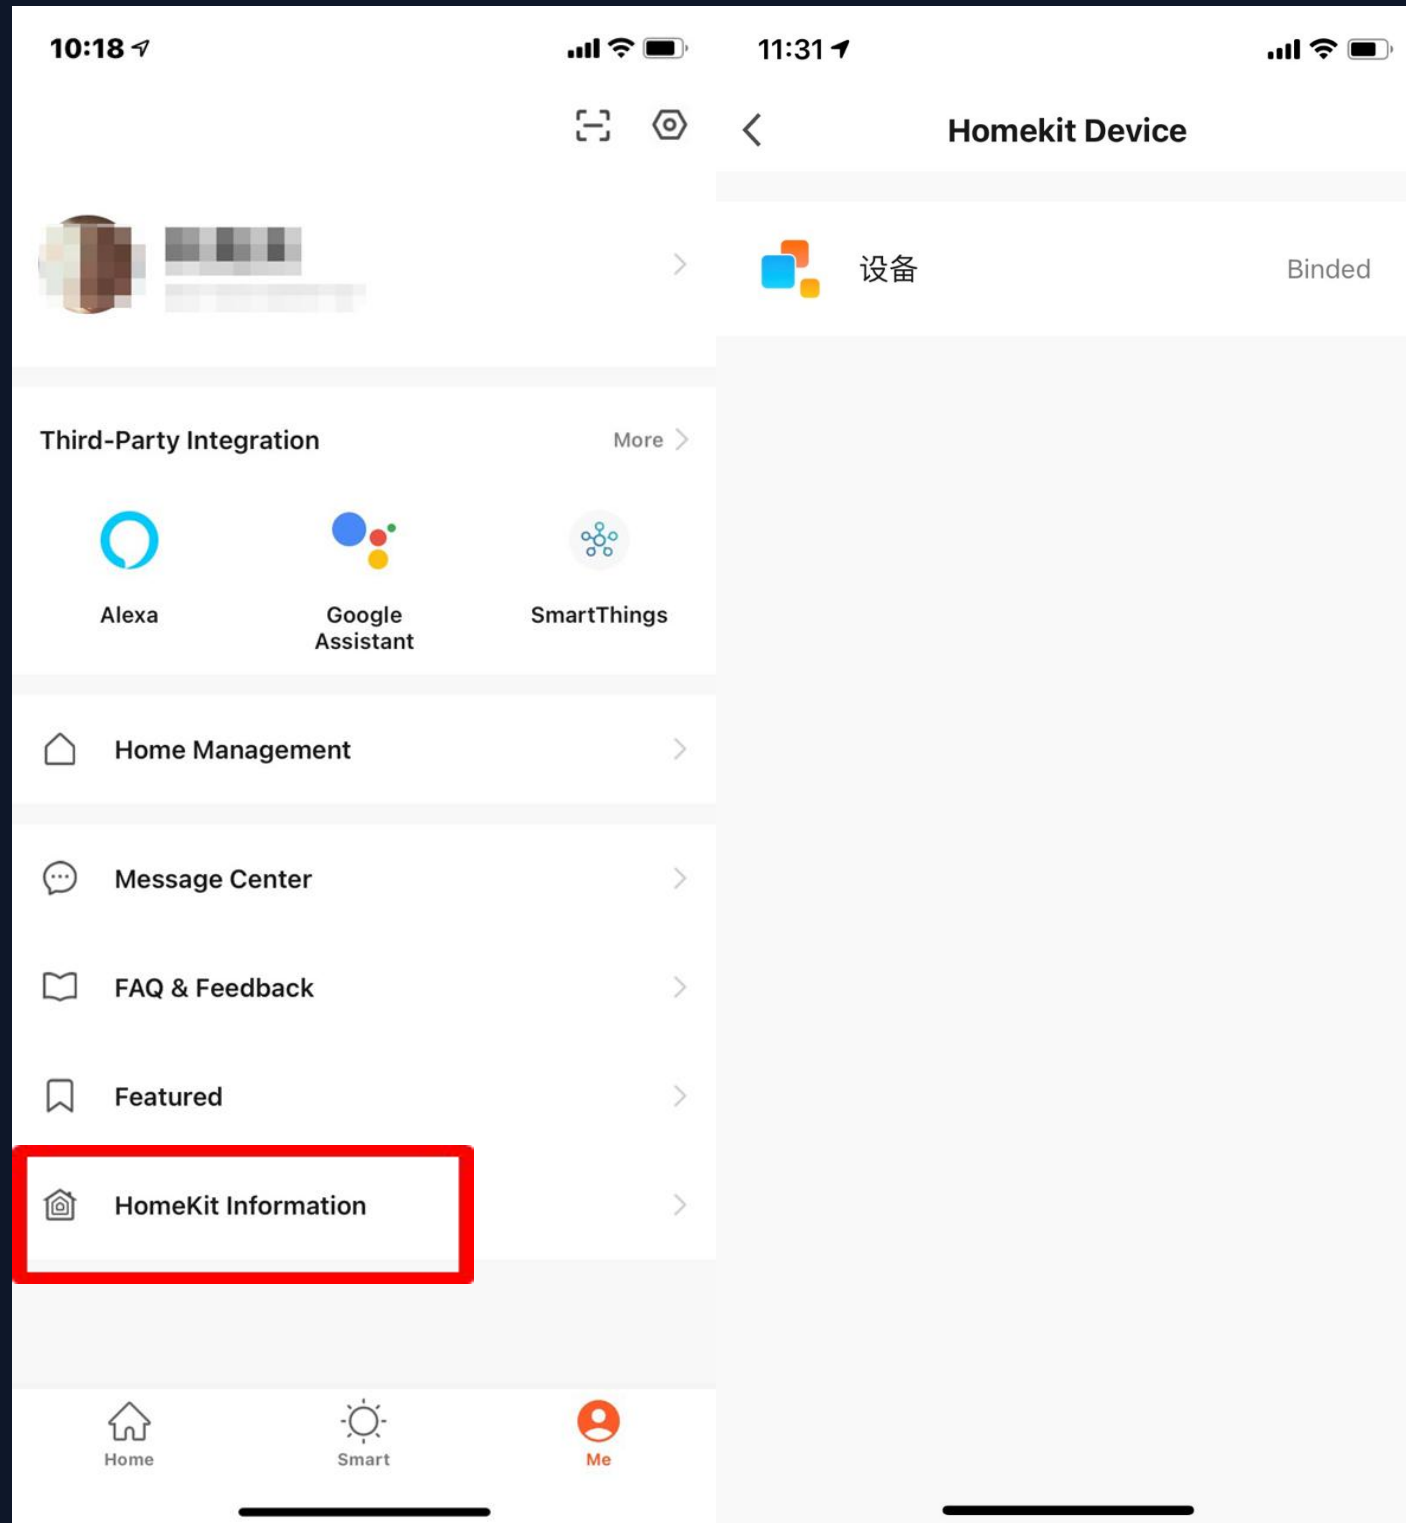 10:18
Third-Party Integration
More
Alexa
Google
Assistant
SmartThings
Home Management
Message Center
FAQ & Feedback
Featured
HomeKit Information
Home
Smart
Me
11:31
Homekit Device
设备
Binded